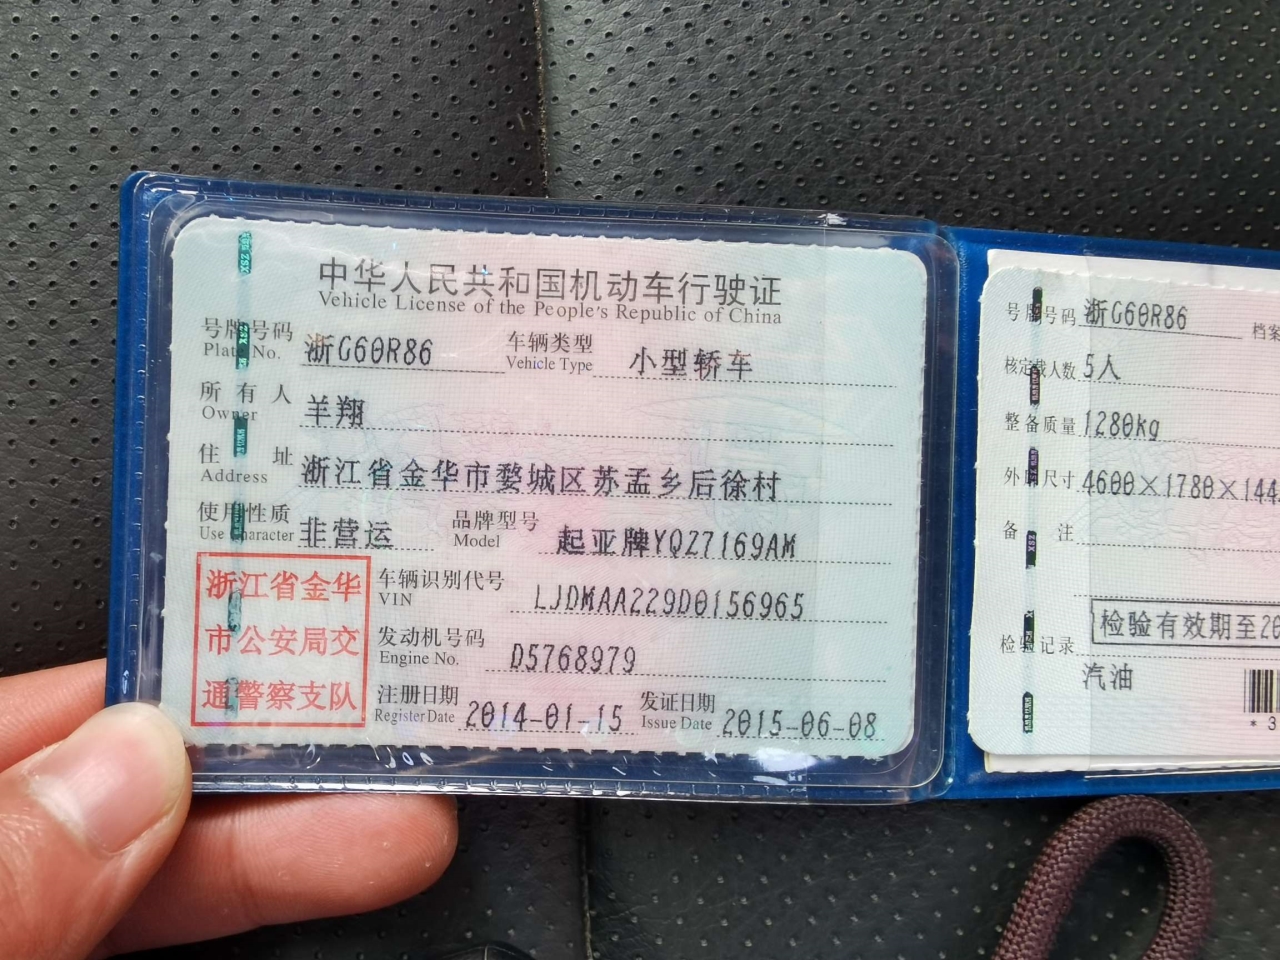 中华人民共和国机动车行驶证
Vehicle License of the People's Republic of China
号牌号码 浙G60R86 车辆类型 小型轿车
Plate No. Vehicle Type
所有人 羊翔
Owner
住址 浙江省金华市婺城区苏孟乡后徐村
Address
使用性质 非营运 品牌型号 起亚牌YQZ7169AM
Use Character Model
浙江省金华
市公安局交
通警察支队
车辆识别代号 LJDMAA229D0156965
VIN
发动机号码 D5768979
Engine No.
注册日期 2014-01-15 发证日期 2015-06-08
Register Date Issue Date
号牌号码 浙G60R86 档案
核定载人数 5人
整备质量 1280kg
外廓尺寸 4600×1780×144
备注
检验有效期至20
检验记录
汽油
*3